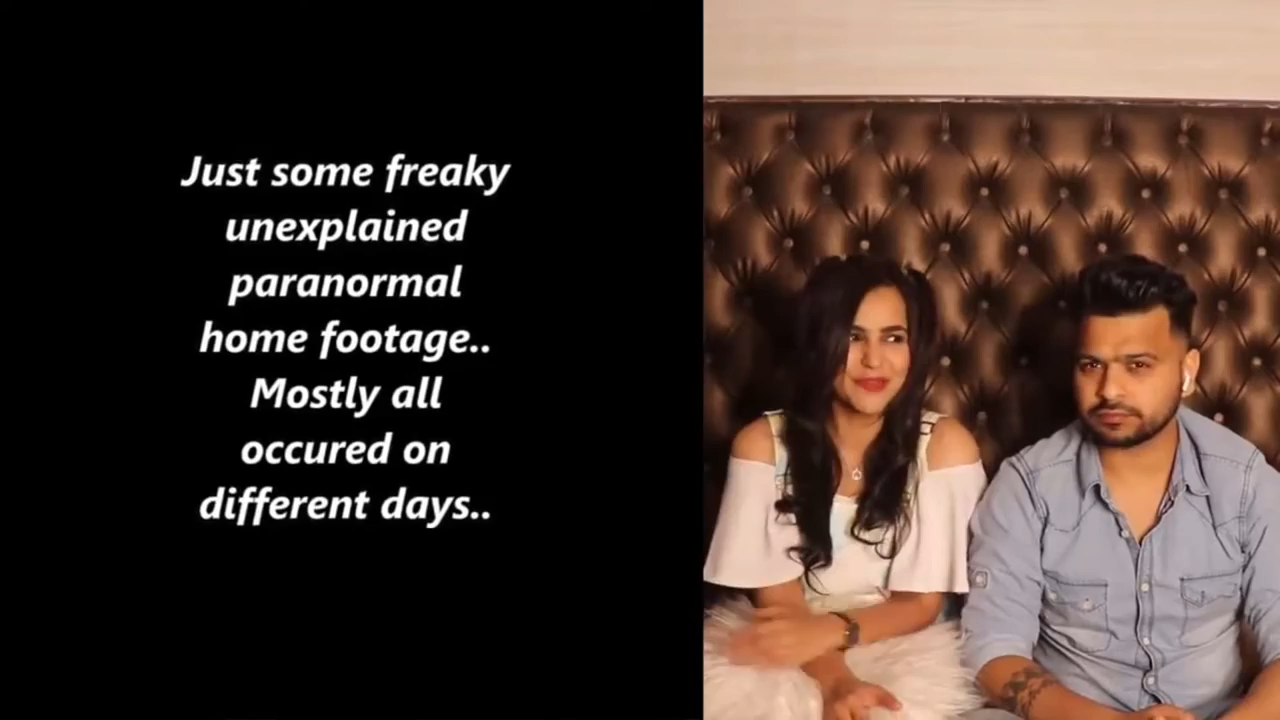 Just some freaky
unexplained
paranormal
home footage..
Mostly all
occured on
different days..